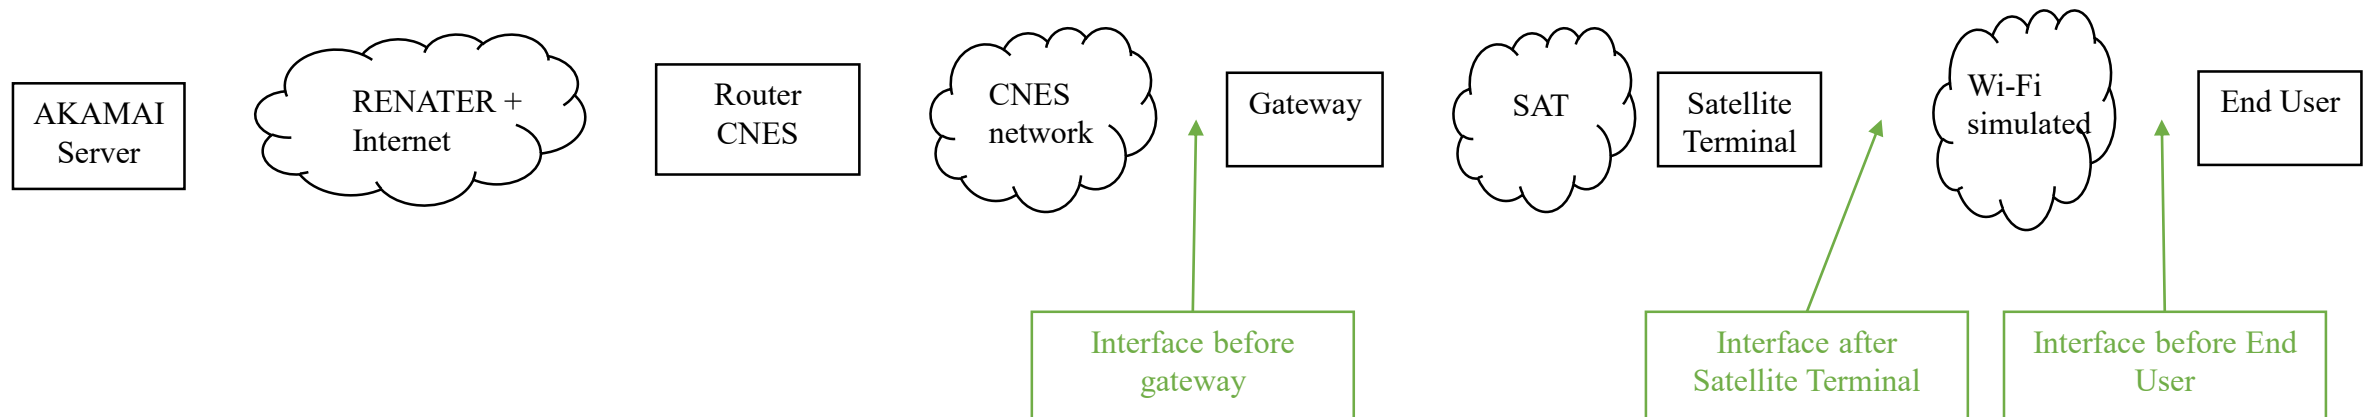 AKAMAI
Server
RENATER +
Internet
Router
CNES
CNES
network
Gateway
SAT
Satellite
Terminal
Wi-Fi
simulated
End User
Interface before
gateway
Interface after
Satellite Terminal
Interface before End
User